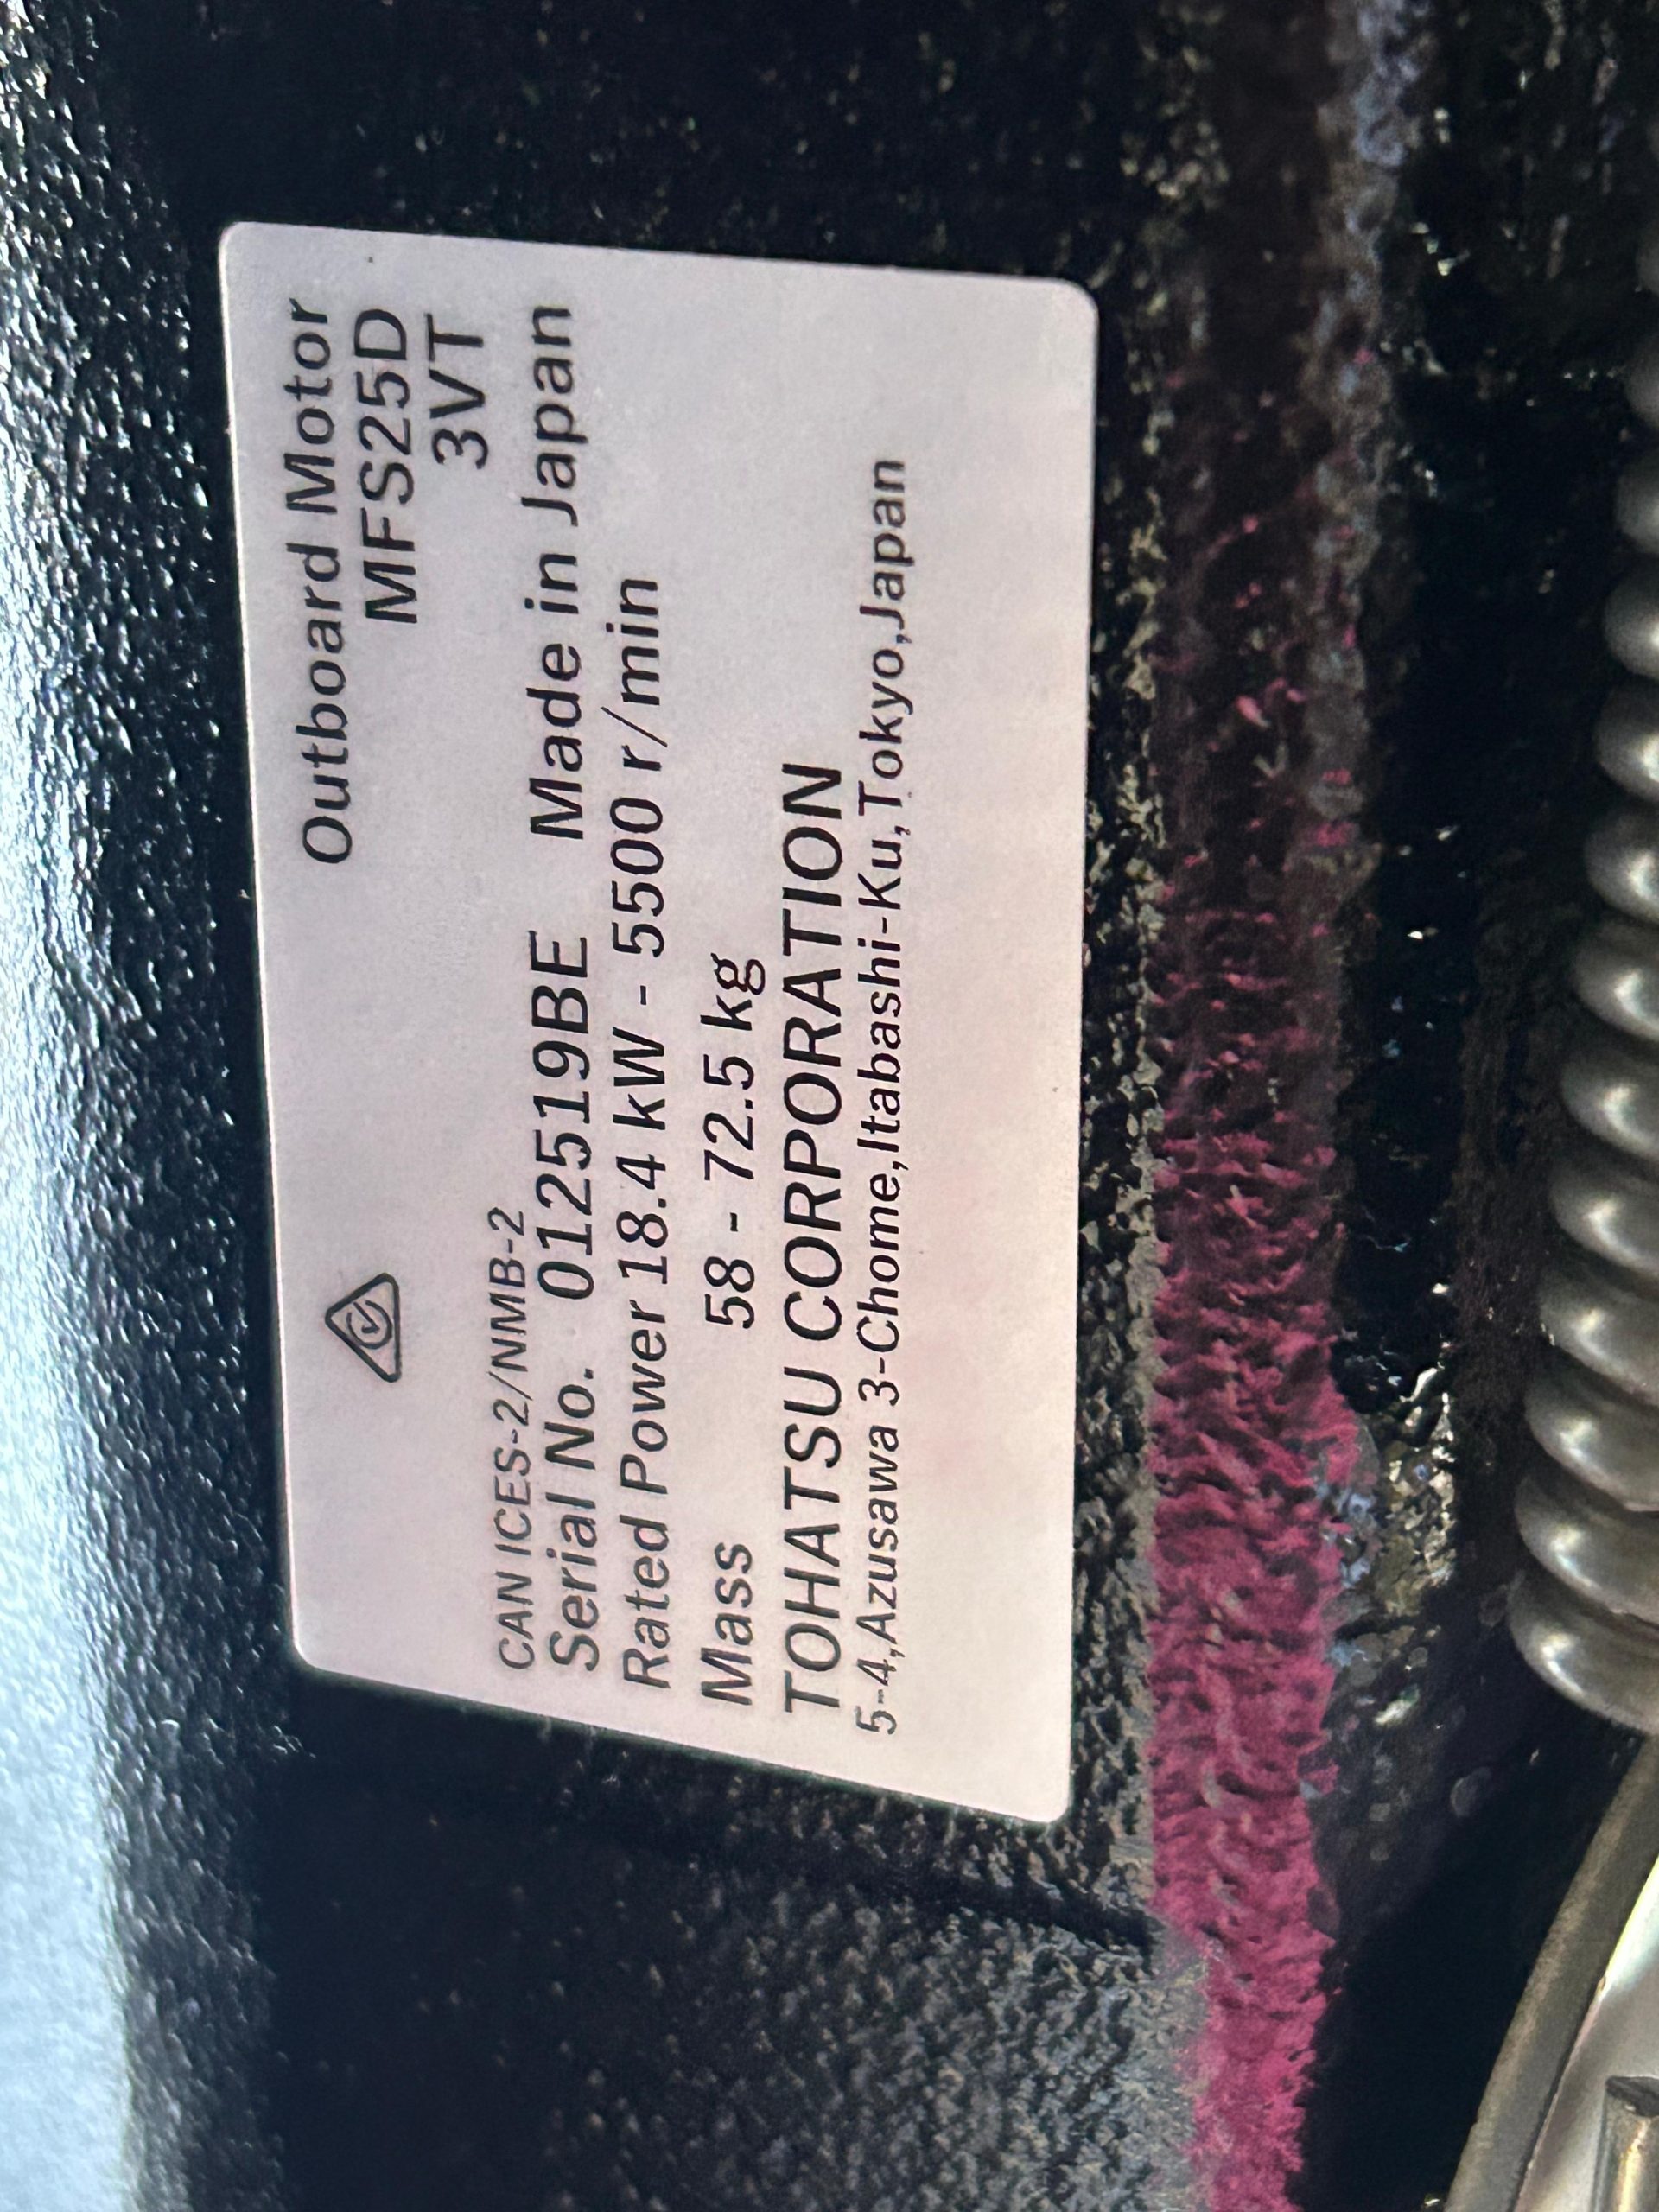 Outboard Motor
MFS25D
3VT
CAN ICES-2/NMB-2
Serial No. 012519BE Made in Japan
Rated Power 18.4 kW - 5500 r/min
Mass 58 - 72.5 kg
TOHATSU CORPORATION
5-4,Azusawa 3-Chome,Itabashi-Ku,Tokyo,Japan